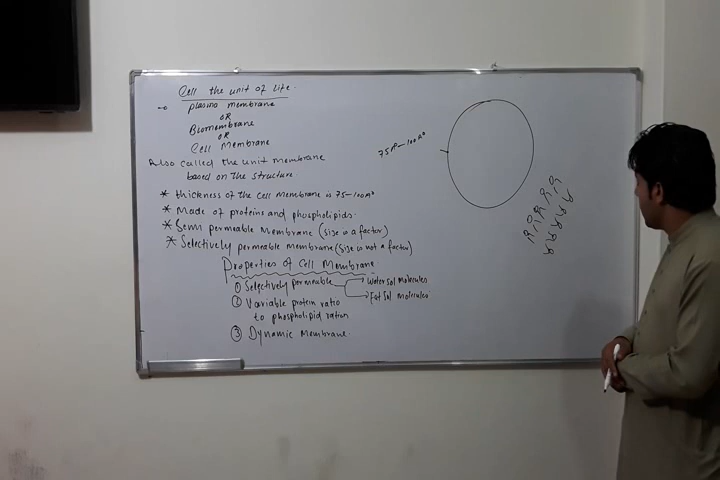 Cell the unit of Life.
plasma membrane
OR
Biomembrane
OR
Cell Membrane
Also called the unit membrane
based on the structure.
* thickness of the cell membrane is 75-100A°
* Made of proteins and phospholipids.
* Semi permeable Membrane (size is a factor)
* Selectively permeable membrane (size is not a factor)
Properties of Cell Membrane
① Selectively permeable
Water sol molecules
Fat sol molecules
② Variable protein ratio
to phospholipid ration
③ Dynamic Membrane.
75A°-100A°